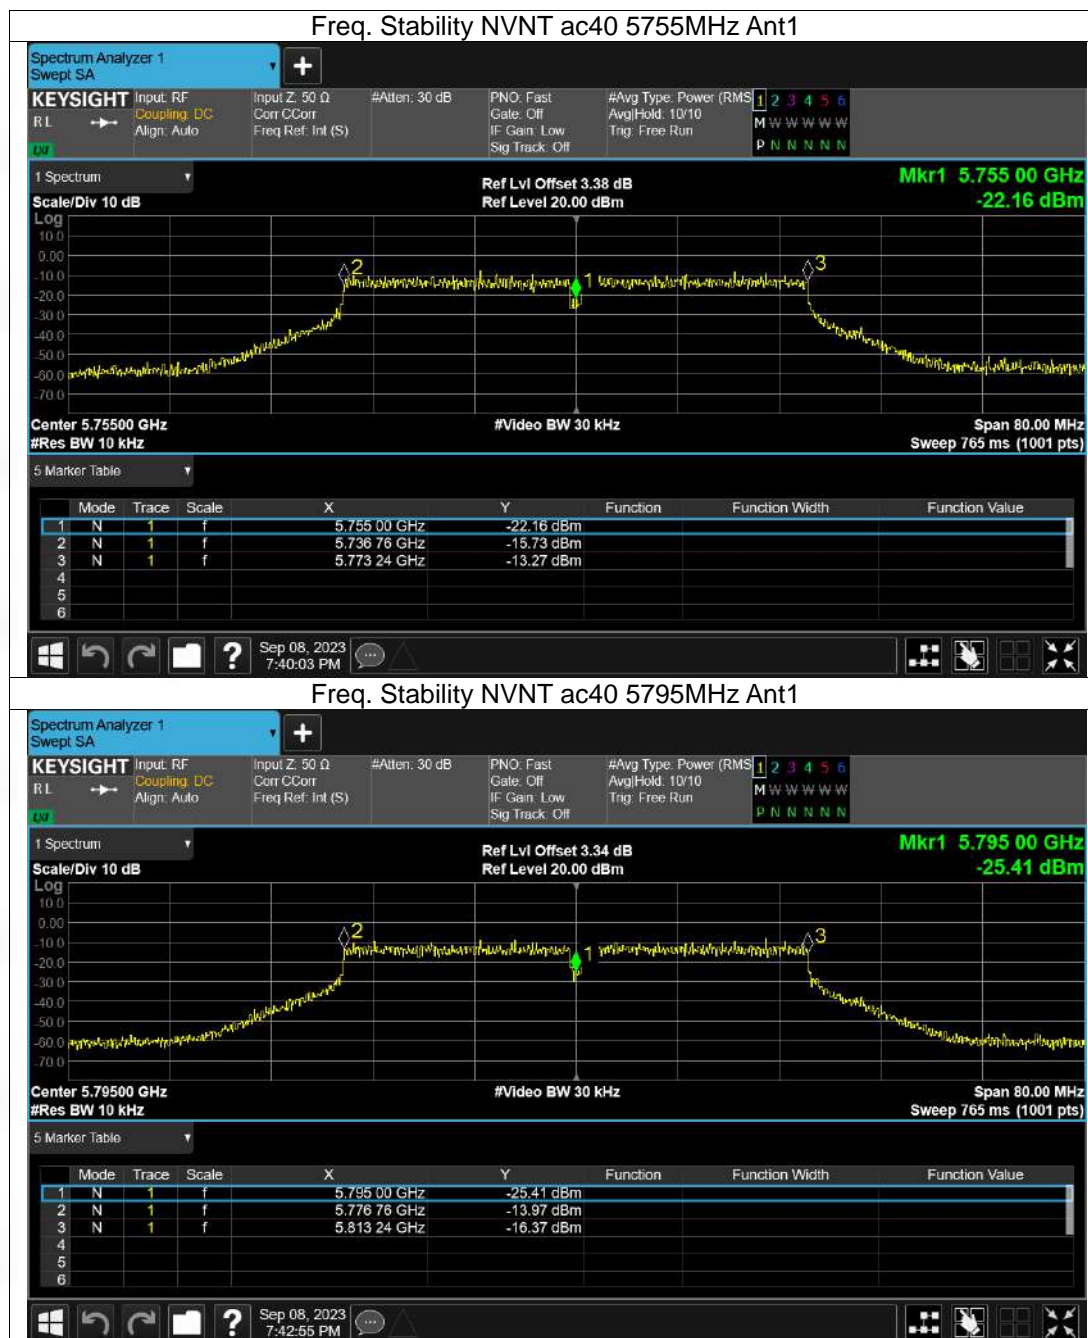 Freq. Stability NVNT ac40 5755MHz Ant1
Spectrum Analyzer 1
Swept SA
+
KEYSIGHT Input: RF Input Z: 50 Ω #Atten: 30 dB PNO: Fast #Avg Type: Power (RMS 1 2 3 4 5 6
RL Coupling: DC Corr CCorr Gate: Off Avg|Hold: 10/10 M W W W W W
Align: Auto Freq Ref: Int (S) IF Gain: Low Trig: Free Run
LXI Sig Track: Off P N N N N N
1 Spectrum Ref Lvl Offset 3.38 dB Mkr1 5.755 00 GHz
Scale/Div 10 dB Ref Level 20.00 dBm -22.16 dBm
Log
10.0
0.00
-10.0
-20.0
-30.0
-40.0
-50.0
-60.0
-70.0
2 1 3
Center 5.75500 GHz #Video BW 30 kHz Span 80.00 MHz
#Res BW 10 kHz Sweep 765 ms (1001 pts)
5 Marker Table
Mode Trace Scale X Y Function Function Width Function Value
1 N 1 f 5.755 00 GHz -22.16 dBm
2 N 1 f 5.736 76 GHz -15.73 dBm
3 N 1 f 5.773 24 GHz -13.27 dBm
4
5
6
? Sep 08, 2023
7:40:03 PM
Freq. Stability NVNT ac40 5795MHz Ant1
Spectrum Analyzer 1
Swept SA
+
KEYSIGHT Input: RF Input Z: 50 Ω #Atten: 30 dB PNO: Fast #Avg Type: Power (RMS 1 2 3 4 5 6
RL Coupling: DC Corr CCorr Gate: Off Avg|Hold: 10/10 M W W W W W
Align: Auto Freq Ref: Int (S) IF Gain: Low Trig: Free Run
LXI Sig Track: Off P N N N N N
1 Spectrum Ref Lvl Offset 3.34 dB Mkr1 5.795 00 GHz
Scale/Div 10 dB Ref Level 20.00 dBm -25.41 dBm
Log
10.0
0.00
-10.0
-20.0
-30.0
-40.0
-50.0
-60.0
-70.0
2 1 3
Center 5.79500 GHz #Video BW 30 kHz Span 80.00 MHz
#Res BW 10 kHz Sweep 765 ms (1001 pts)
5 Marker Table
Mode Trace Scale X Y Function Function Width Function Value
1 N 1 f 5.795 00 GHz -25.41 dBm
2 N 1 f 5.776 76 GHz -13.97 dBm
3 N 1 f 5.813 24 GHz -16.37 dBm
4
5
6
? Sep 08, 2023
7:42:55 PM